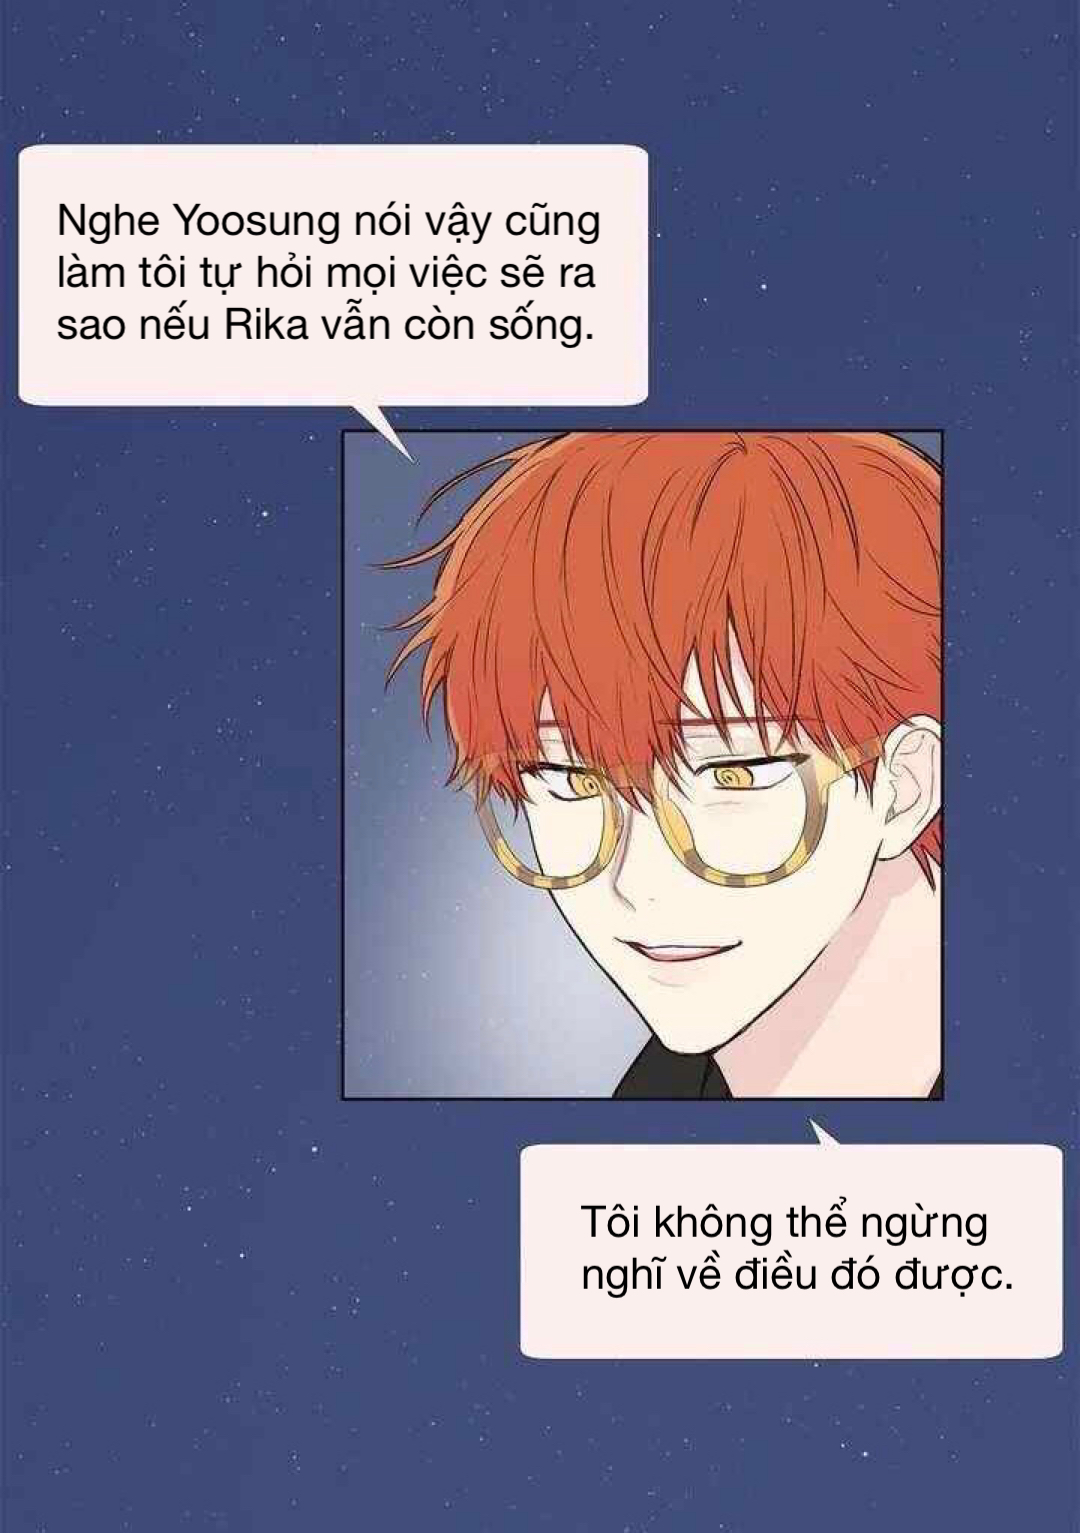 Nghe Yoosung nói vậy cũng
làm tôi tự hỏi mọi việc sẽ ra
sao nếu Rika vẫn còn sống.
Tôi không thể ngừng
nghĩ về điều đó được.